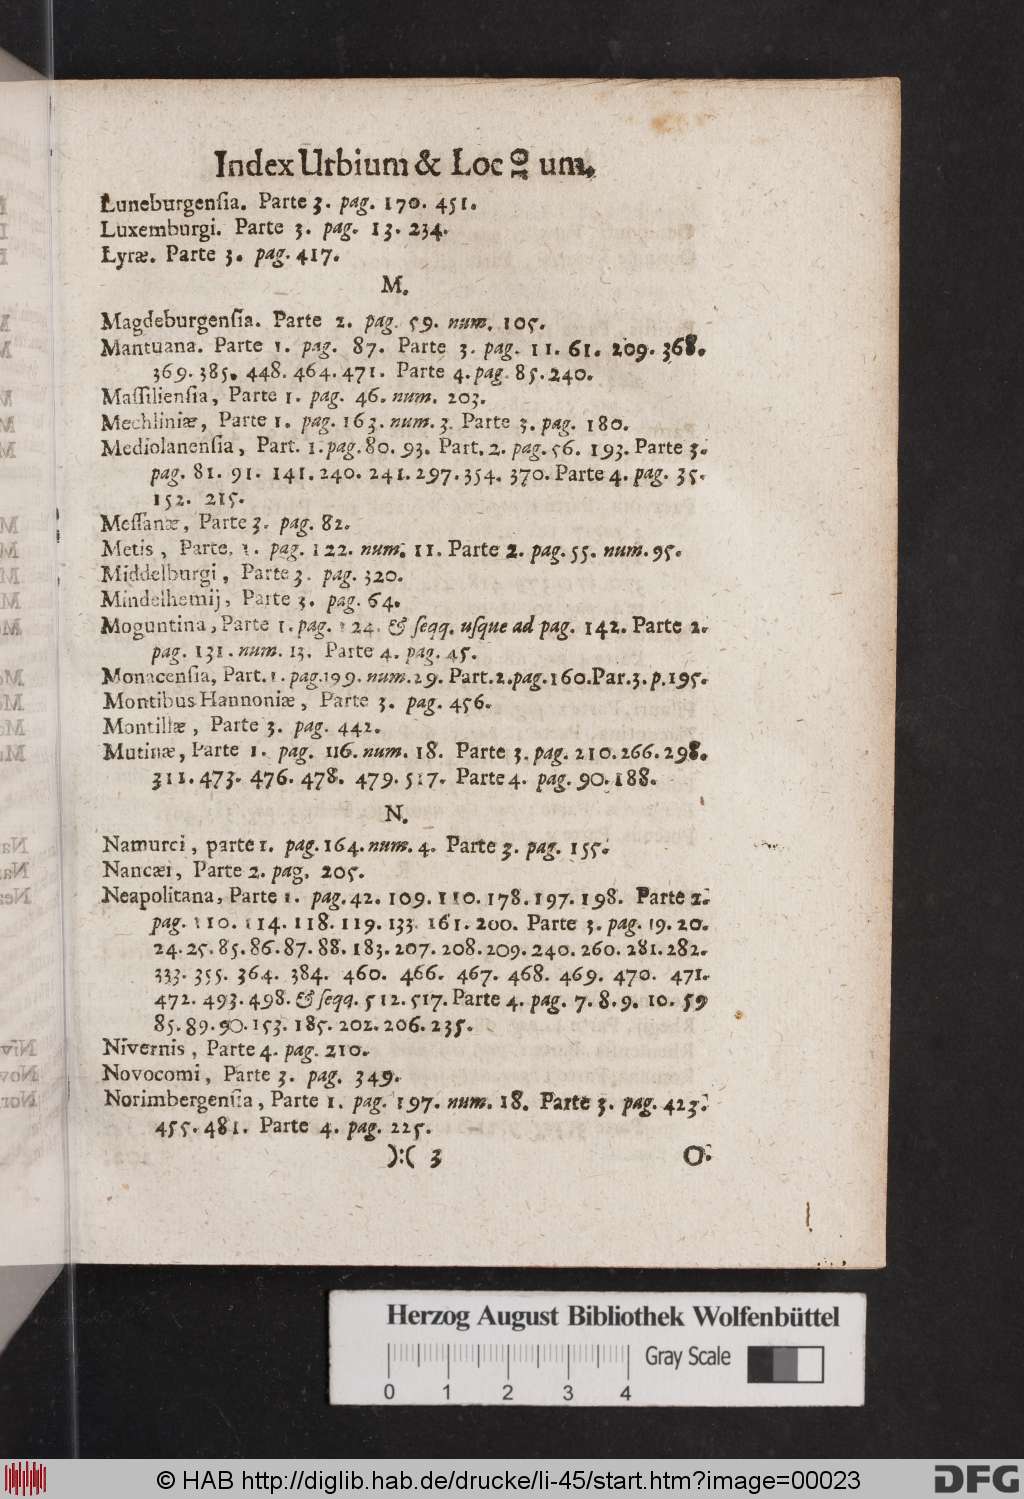 Index Urbium & Locorum.
Luneburgenſia. Parte 3. pag. 170. 451.
Luxemburgi. Parte 3. pag. 13. 234.
Lyræ. Parte 3. pag. 417.
M.
Magdeburgenſia. Parte 2. pag. 59. num. 105.
Mantuana. Parte 1. pag. 87. Parte 3. pag. 11. 61. 209. 368.
369. 385. 448. 464. 471. Parte 4. pag. 85. 240.
Maſſilienſia, Parte 1. pag. 46. num. 203.
Mechliniæ, Parte 1. pag. 163. num. 3. Parte 3. pag. 180.
Mediolanenſia, Part. 1. pag. 80. 93. Part. 2. pag. 56. 193. Parte 3.
pag. 81. 91. 141. 240. 241. 297. 354. 370. Parte 4. pag. 35.
152. 215.
Meſſanæ, Parte 3. pag. 82.
Metis, Parte. 1. pag. 122. num. 11. Parte 2. pag. 55. num. 95.
Middelburgi, Parte 3. pag. 320.
Mindelhemij, Parte 3. pag. 64.
Moguntina, Parte 1. pag. 124. & ſeqq. uſque ad pag. 142. Parte 2.
pag. 131. num. 13. Parte 4. pag. 45.
Monacenſia, Part. 1. pag. 199. num. 29. Part. 2. pag. 160. Par. 3. p. 195.
Montibus Hannoniæ, Parte 3. pag. 456.
Montillæ, Parte 3. pag. 442.
Mutinæ, Parte 1. pag. 116. num. 18. Parte 3. pag. 210. 266. 298.
311. 473. 476. 478. 479. 517. Parte 4. pag. 90. 188.
N.
Namurci, parte 1. pag. 164. num. 4. Parte 3. pag. 155.
Nancæi, Parte 2. pag. 205.
Neapolitana, Parte 1. pag. 42. 109. 110. 178. 197. 198. Parte 2.
pag. 110. 114. 118. 119. 133. 161. 200. Parte 3. pag. 19. 20.
24. 25. 85. 86. 87. 88. 183. 207. 208. 209. 240. 260. 281. 282.
333. 355. 364. 384. 460. 466. 467. 468. 469. 470. 471.
472. 493. 498. & ſeqq. 512. 517. Parte 4. pag. 7. 8. 9. 10. 59
85. 89. 90. 153. 185. 202. 206. 235.
Nivernis, Parte 4. pag. 210.
Novocomi, Parte 3. pag. 349.
Norimbergenſia, Parte 1. pag. 197. num. 18. Parte 3. pag. 423.
455. 481. Parte 4. pag. 225.
):( 3 O.
Herzog August Bibliothek Wolfenbüttel
Gray Scale
0 1 2 3 4
© HAB http://diglib.hab.de/drucke/li-45/start.htm?image=00023
DFG